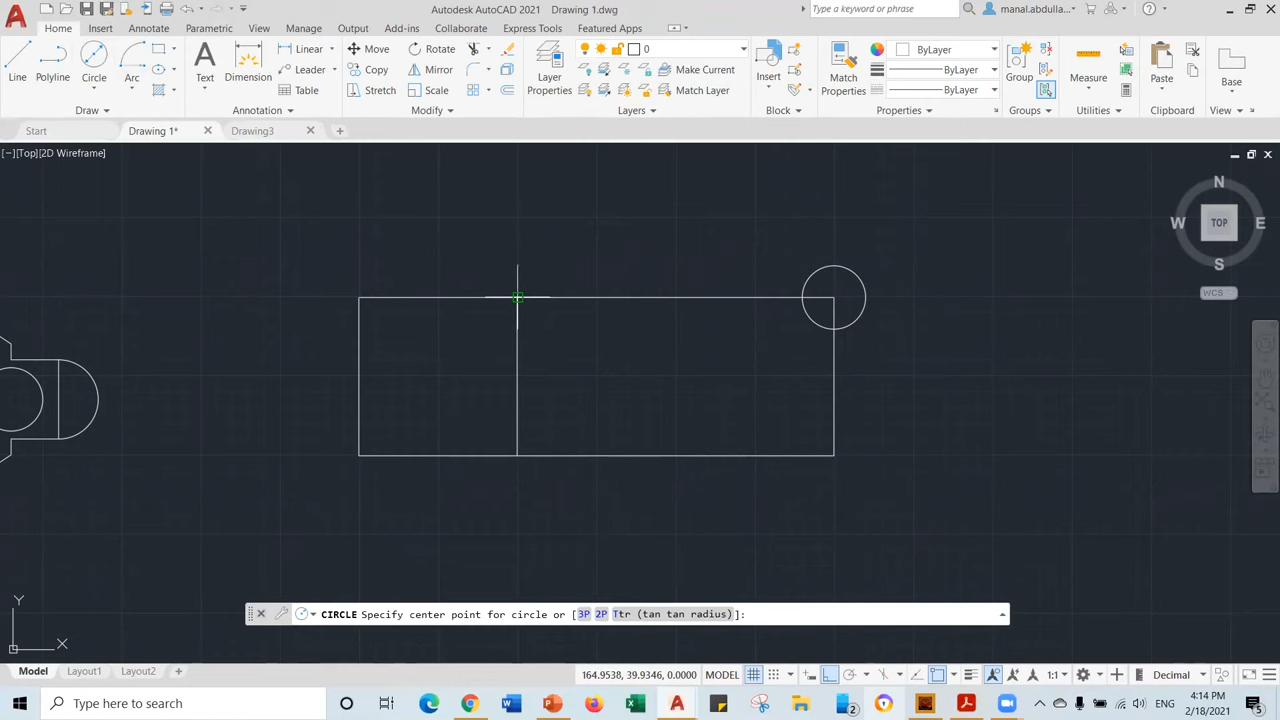 Autodesk AutoCAD 2021 Drawing 1.dwg
Type a keyword or phrase
manal.abdulla...
Home Insert Annotate Parametric View Manage Output Add-ins Collaborate Express Tools Featured Apps
Line Polyline Circle Arc
Draw
Text Dimension
Linear
Leader
Table
Annotation
Move Rotate
Copy Mirror
Stretch Scale
Modify
Layer
Properties
0
Make Current
Match Layer
Layers
Insert
Block
Match
Properties
ByLayer
ByLayer
ByLayer
Properties
Group
Groups
Measure
Utilities
Paste
Clipboard
Base
View
Start Drawing 1* Drawing3
[−][Top][2D Wireframe]
N
W TOP E
S
WCS
Y
X
CIRCLE Specify center point for circle or [3P 2P Ttr (tan tan radius)]:
Model Layout1 Layout2
164.9538, 39.9346, 0.0000 MODEL 1:1 Decimal
Type here to search
2
ENG
4:14 PM
2/18/2021
5